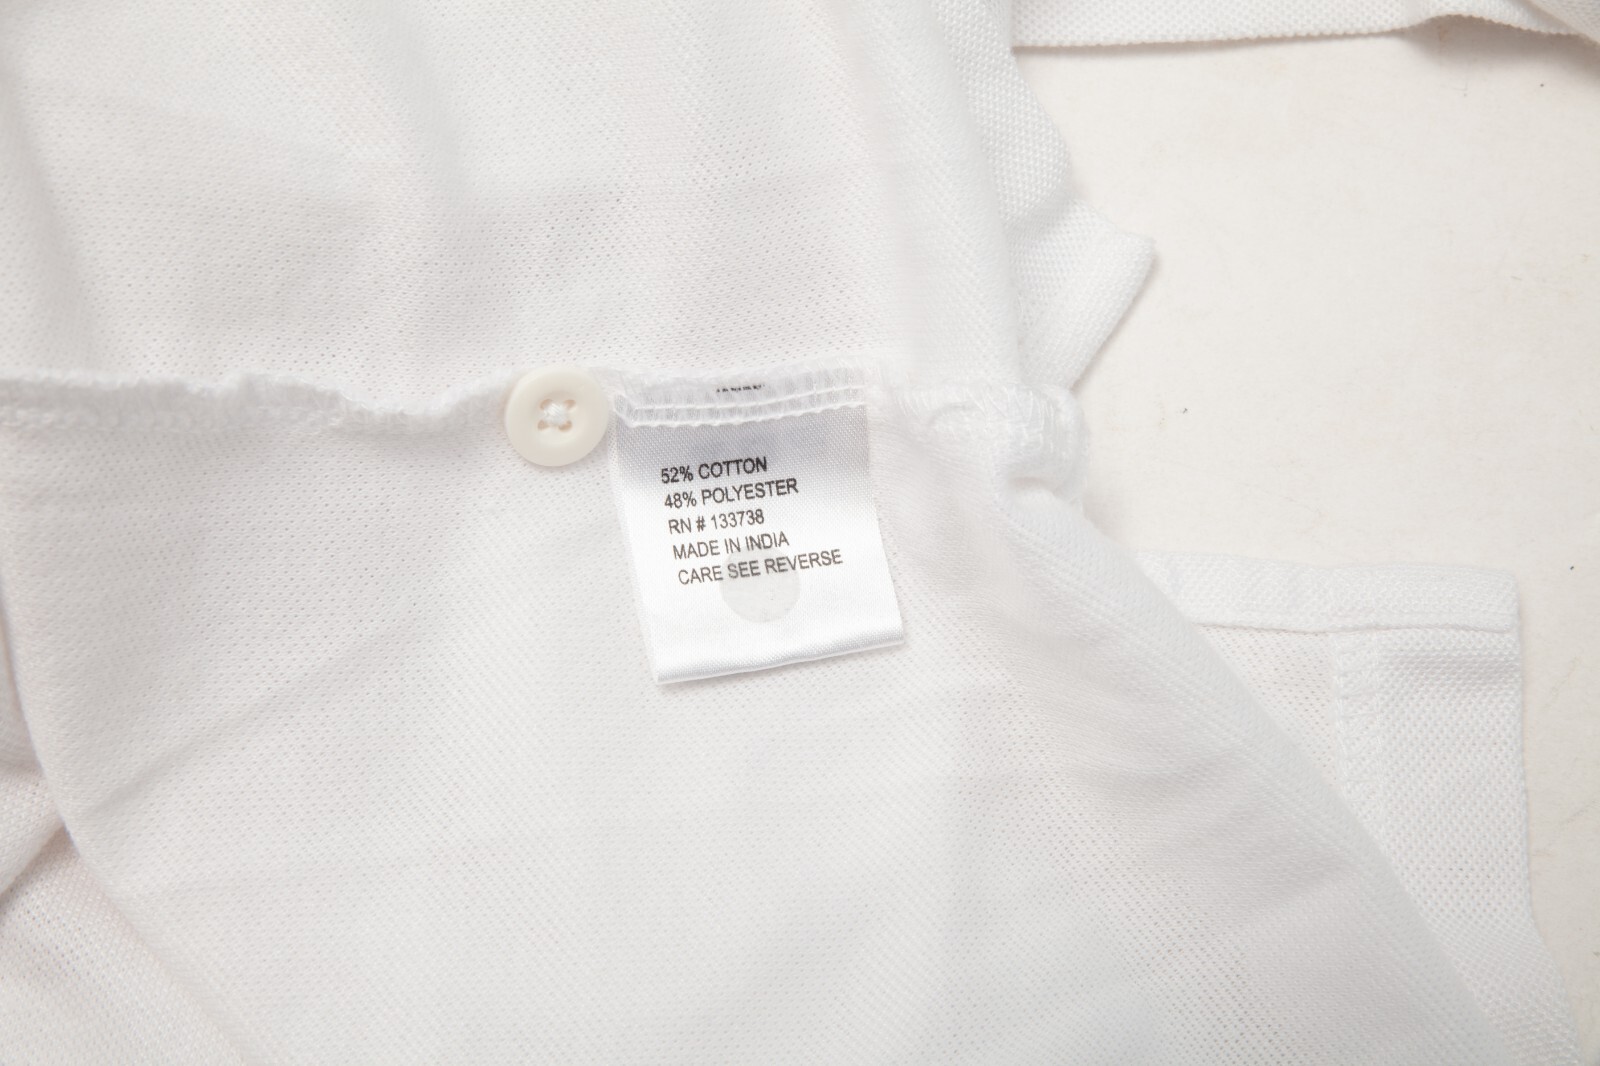 52% COTTON
48% POLYESTER
RN # 133738
MADE IN INDIA
CARE SEE REVERSE